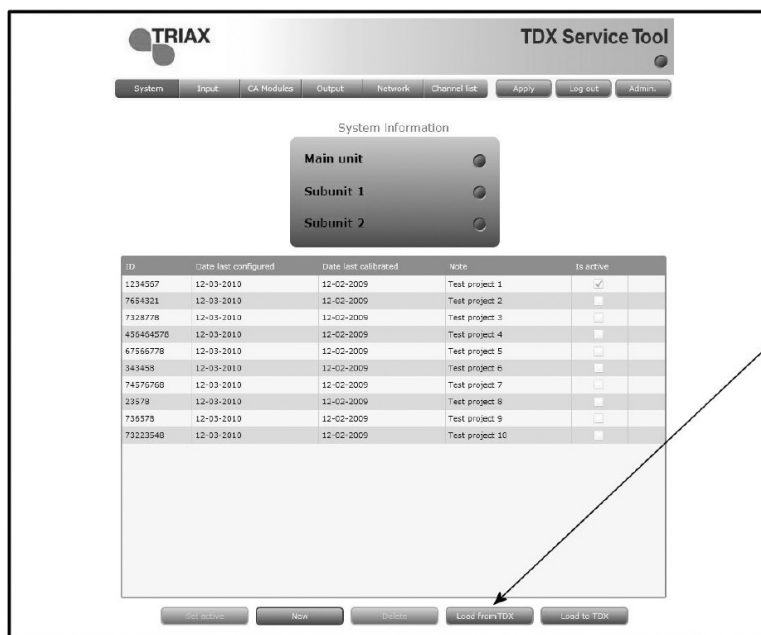 TRIAX
TDX Service Tool
System Input CA Modules Output Network Channel list Apply Log out Admin.
System Information
Main unit
Subunit 1
Subunit 2
ID Date last configured Date last calibrated Note Is active
1234567 12-03-2010 12-02-2009 Test project 1
7654321 12-03-2010 12-02-2009 Test project 2
7328778 12-03-2010 12-02-2009 Test project 3
456464578 12-03-2010 12-02-2009 Test project 4
67566778 12-03-2010 12-02-2009 Test project 5
343458 12-03-2010 12-02-2009 Test project 6
74576768 12-03-2010 12-02-2009 Test project 7
23578 12-03-2010 12-02-2009 Test project 8
736578 12-03-2010 12-02-2009 Test project 9
73223548 12-03-2010 12-02-2009 Test project 10
Set active New Delete Load from TDX Load to TDX